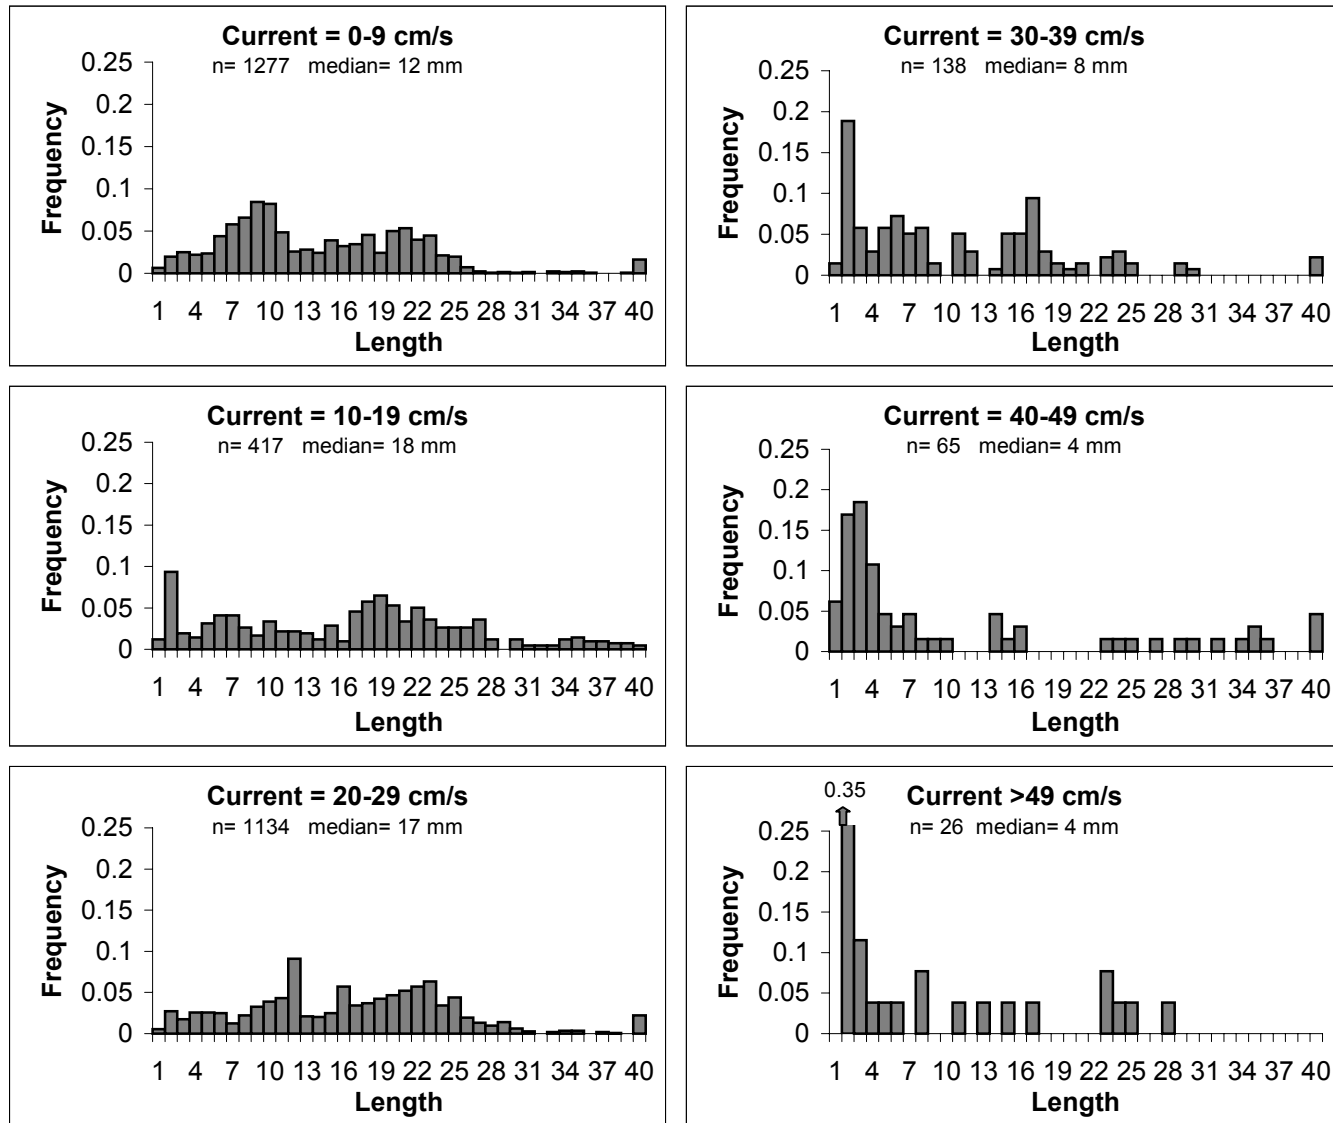 Current = 0-9 cm/s
n= 1277 median= 12 mm
0.25
0.2
0.15
0.1
0.05
0
Frequency
1 4 7 10 13 16 19 22 25 28 31 34 37 40
Length
Current = 30-39 cm/s
n= 138 median= 8 mm
0.25
0.2
0.15
0.1
0.05
0
Frequency
1 4 7 10 13 16 19 22 25 28 31 34 37 40
Length
Current = 10-19 cm/s
n= 417 median= 18 mm
0.25
0.2
0.15
0.1
0.05
0
Frequency
1 4 7 10 13 16 19 22 25 28 31 34 37 40
Length
Current = 40-49 cm/s
n= 65 median= 4 mm
0.25
0.2
0.15
0.1
0.05
0
Frequency
1 4 7 10 13 16 19 22 25 28 31 34 37 40
Length
Current = 20-29 cm/s
n= 1134 median= 17 mm
0.25
0.2
0.15
0.1
0.05
0
Frequency
1 4 7 10 13 16 19 22 25 28 31 34 37 40
Length
0.35
Current >49 cm/s
n= 26 median= 4 mm
0.25
0.2
0.15
0.1
0.05
0
Frequency
1 4 7 10 13 16 19 22 25 28 31 34 37 40
Length